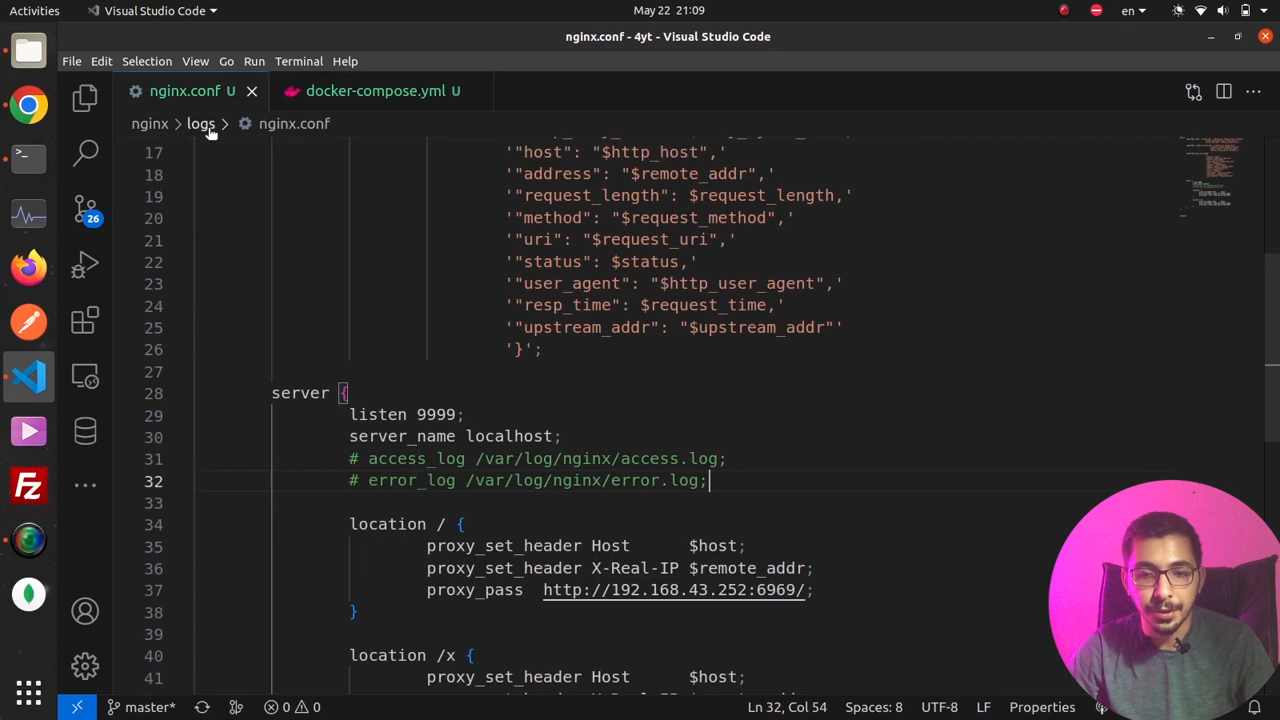 Activities
Visual Studio Code
May 22 21:09
en
nginx.conf - 4yt - Visual Studio Code
File Edit Selection View Go Run Terminal Help
nginx.conf U
docker-compose.yml U
nginx > logs > nginx.conf
17 '"host": "$http_host",'
18 '"address": "$remote_addr",'
19 '"request_length": $request_length,'
20 '"method": "$request_method",'
21 '"uri": "$request_uri",'
22 '"status": $status,'
23 '"user_agent": "$http_user_agent",'
24 '"resp_time": $request_time,'
25 '"upstream_addr": "$upstream_addr"'
26 '}';
27
28 server {
29 listen 9999;
30 server_name localhost;
31 # access_log /var/log/nginx/access.log;
32 # error_log /var/log/nginx/error.log;
33
34 location / {
35 proxy_set_header Host $host;
36 proxy_set_header X-Real-IP $remote_addr;
37 proxy_pass http://192.168.43.252:6969/;
38 }
39
40 location /x {
41 proxy_set_header Host $host;
26
master*
0 0
Ln 32, Col 54
Spaces: 8
UTF-8
LF
Properties